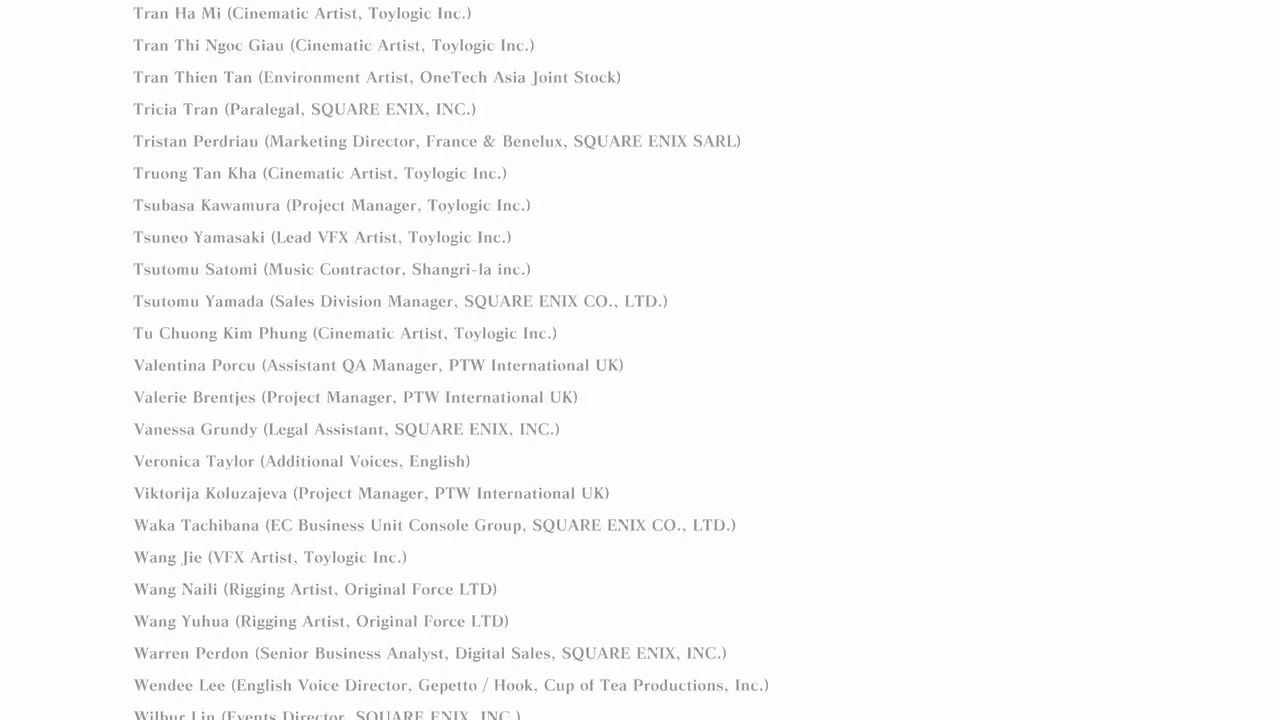 Tran Ha Mi (Cinematic Artist, Toylogic Inc.)
Tran Thi Ngoc Giau (Cinematic Artist, Toylogic Inc.)
Tran Thien Tan (Environment Artist, OneTech Asia Joint Stock)
Tricia Tran (Paralegal, SQUARE ENIX, INC.)
Tristan Perdriau (Marketing Director, France & Benelux, SQUARE ENIX SARL)
Truong Tan Kha (Cinematic Artist, Toylogic Inc.)
Tsubasa Kawamura (Project Manager, Toylogic Inc.)
Tsuneo Yamasaki (Lead VFX Artist, Toylogic Inc.)
Tsutomu Satomi (Music Contractor, Shangri-la inc.)
Tsutomu Yamada (Sales Division Manager, SQUARE ENIX CO., LTD.)
Tu Chuong Kim Phung (Cinematic Artist, Toylogic Inc.)
Valentina Porcu (Assistant QA Manager, PTW International UK)
Valerie Brentjes (Project Manager, PTW International UK)
Vanessa Grundy (Legal Assistant, SQUARE ENIX, INC.)
Veronica Taylor (Additional Voices, English)
Viktorija Koluzajeva (Project Manager, PTW International UK)
Waka Tachibana (EC Business Unit Console Group, SQUARE ENIX CO., LTD.)
Wang Jie (VFX Artist, Toylogic Inc.)
Wang Naili (Rigging Artist, Original Force LTD)
Wang Yuhua (Rigging Artist, Original Force LTD)
Warren Perdon (Senior Business Analyst, Digital Sales, SQUARE ENIX, INC.)
Wendee Lee (English Voice Director, Gepetto / Hook, Cup of Tea Productions, Inc.)
Wilbur Lin (Events Director, SQUARE ENIX, INC.)